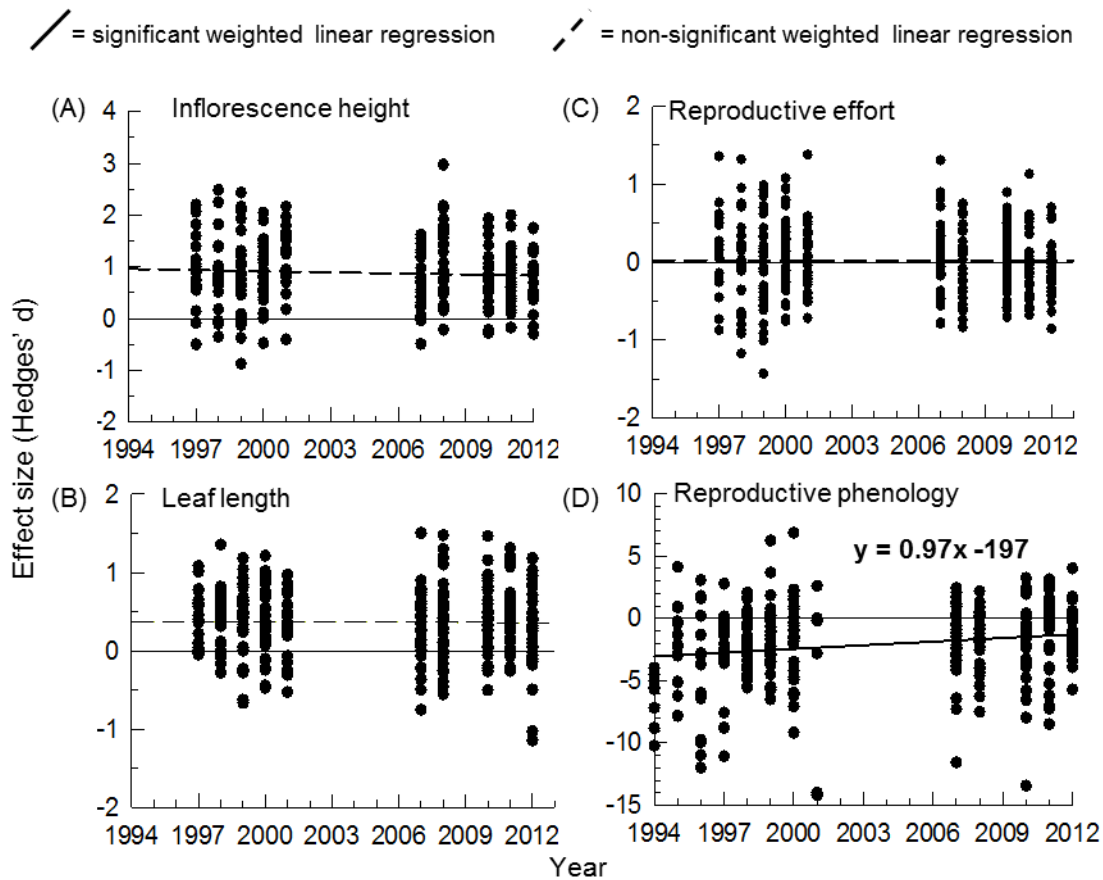 = significant weighted linear regression
= non-significant weighted linear regression
(A) Inflorescence height
4
3
2
1
0
-1
-2
1994 1997 2000 2003 2006 2009 2012
(C) Reproductive effort
2
1
0
-1
-2
1994 1997 2000 2003 2006 2009 2012
Effect size (Hedges' d)
(B) Leaf length
2
1
0
-1
-2
1994 1997 2000 2003 2006 2009 2012
(D) Reproductive phenology
y = 0.97x -197
10
5
0
-5
-10
-15
1994 1997 2000 2003 2006 2009 2012
Year